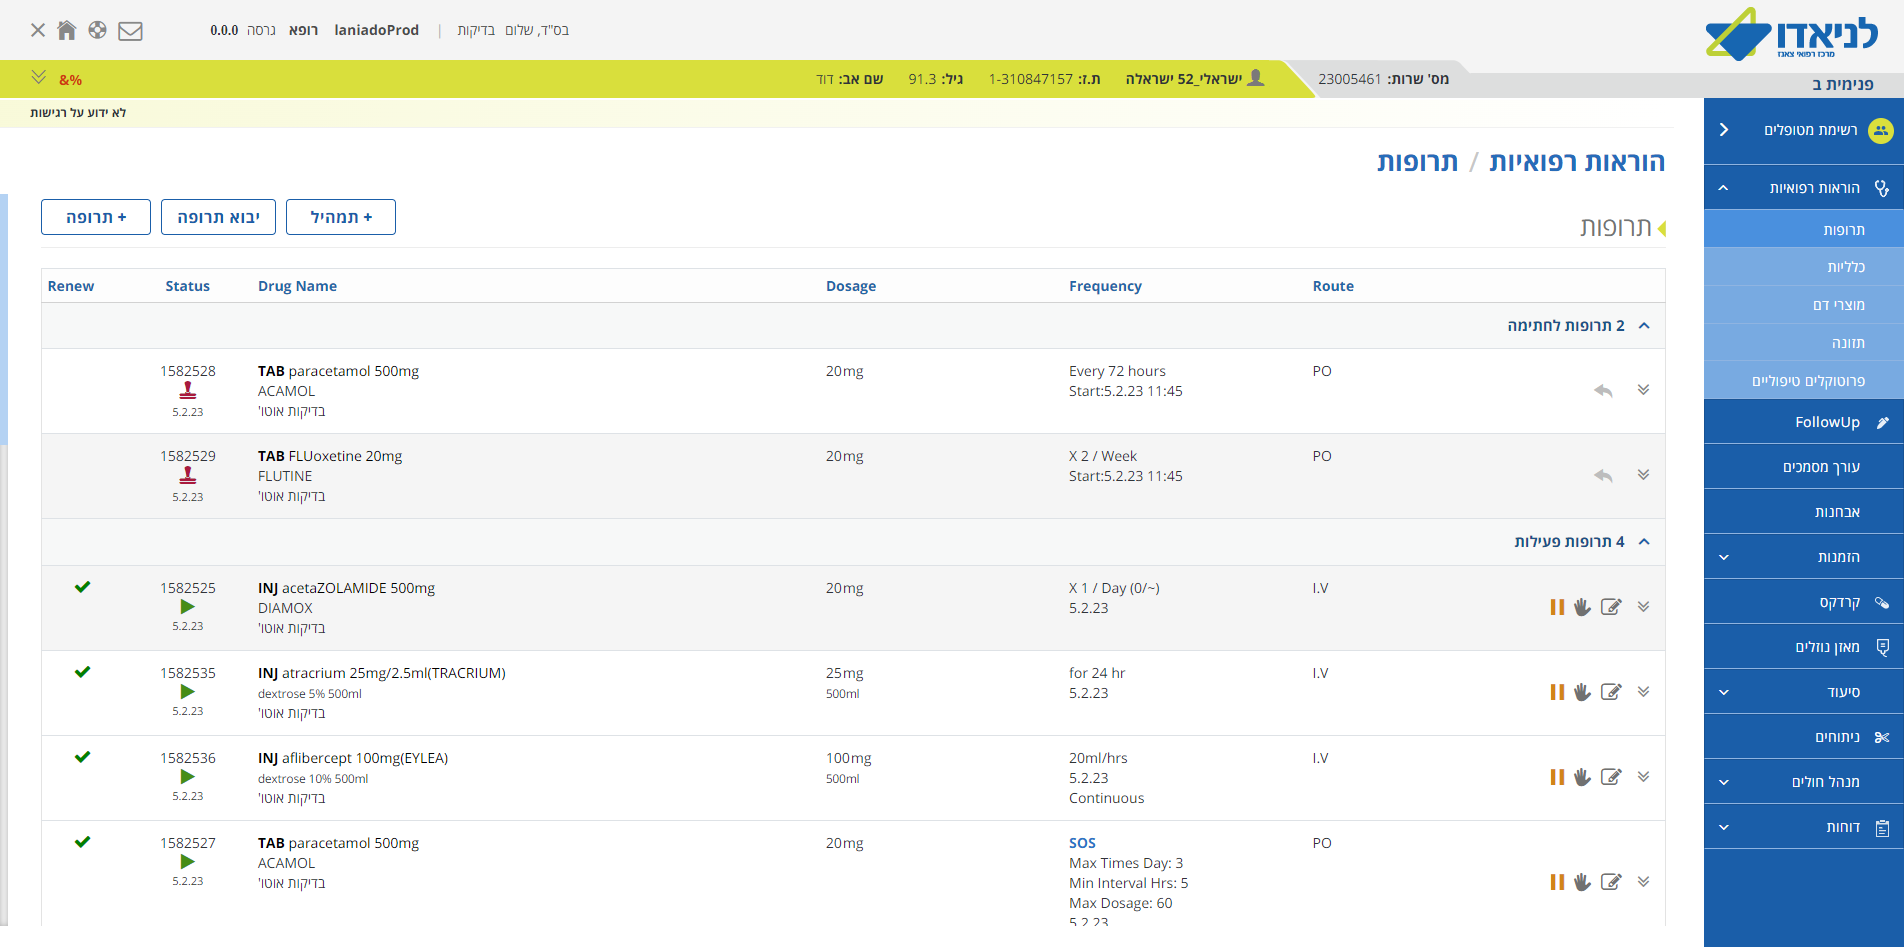 לניאדו
מרכז רפואי צאנז
בס"ד, שלום בדיקות | laniadoProd רופא גרסה 0.0.0
פנימית ב
מס' שרות: 23005461
ישראלי_52 ישראלה ת.ז: 1-310847157 גיל: 91.3 שם אב: דוד
&%
לא ידוע על רגישות
רשימת מטופלים
הוראות רפואיות
תרופות
כלליות
מוצרי דם
תזונה
פרוטוקלים טיפוליים
FollowUp
עורך מסמכים
אבחנות
הזמנות
קרדקס
מאזן נוזלים
סיעוד
ניתוחים
מנהל חולים
דוחות
הוראות רפואיות / תרופות
תרופות
+ תמהיל
יבוא תרופה
+ תרופה
Renew Status Drug Name Dosage Frequency Route
2 תרופות לחתימה
1582528 TAB paracetamol 500mg 20mg Every 72 hours PO
ACAMOL Start:5.2.23 11:45
5.2.23 בדיקות אוטו'
1582529 TAB FLUoxetine 20mg 20mg X 2 / Week PO
FLUTINE Start:5.2.23 11:45
5.2.23 בדיקות אוטו'
4 תרופות פעילות
1582525 INJ acetaZOLAMIDE 500mg 20mg X 1 / Day (0/~) I.V
DIAMOX 5.2.23
5.2.23 בדיקות אוטו'
1582535 INJ atracrium 25mg/2.5ml(TRACRIUM) 25mg for 24 hr I.V
dextrose 5% 500ml 500ml 5.2.23
5.2.23 בדיקות אוטו'
1582536 INJ aflibercept 100mg(EYLEA) 100mg 20ml/hrs I.V
dextrose 10% 500ml 500ml 5.2.23
5.2.23 בדיקות אוטו' Continuous
1582527 TAB paracetamol 500mg 20mg SOS PO
ACAMOL Max Times Day: 3
5.2.23 בדיקות אוטו' Min Interval Hrs: 5
Max Dosage: 60
5.2.23